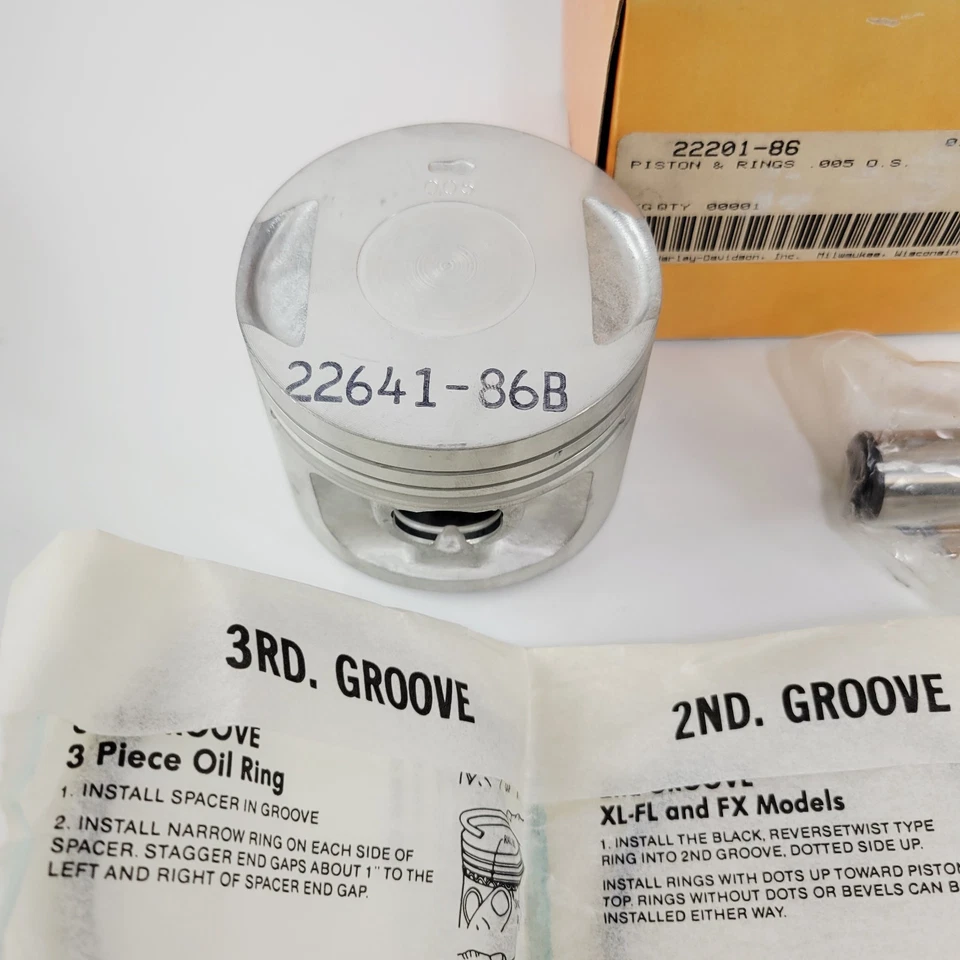 22201-86
PISTON & RINGS .005 O.S.
QTY 00001
Harley-Davidson, Inc. Milwaukee, Wisconsin
005
22641-86B
3RD. GROOVE
GROOVE
3 Piece Oil Ring
1. INSTALL SPACER IN GROOVE
2. INSTALL NARROW RING ON EACH SIDE OF
SPACER. STAGGER END GAPS ABOUT 1" TO THE
LEFT AND RIGHT OF SPACER END GAP.
2ND. GROOVE
GROOVE
XL-FL and FX Models
1. INSTALL THE BLACK, REVERSETWIST TYPE
RING INTO 2ND GROOVE, DOTTED SIDE UP.
INSTALL RINGS WITH DOTS UP TOWARD PISTON
TOP. RINGS WITHOUT DOTS OR BEVELS CAN B
INSTALLED EITHER WAY.